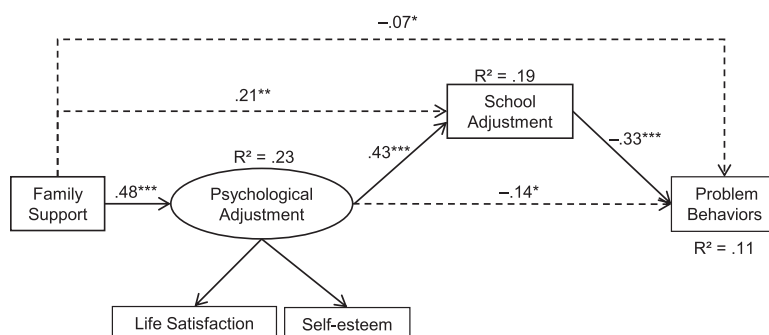 –.07*
R² = .19
.21**
School
Adjustment
–.33***
R² = .23
.43***
Family
Support
.48***
Psychological
Adjustment
–.14*
Problem
Behaviors
R² = .11
Life Satisfaction
Self-esteem